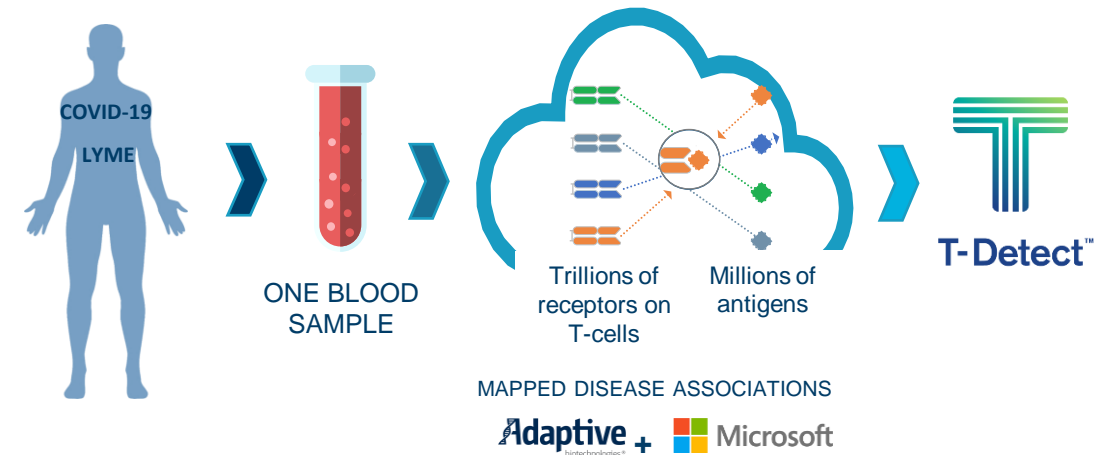 COVID-19
LYME
ONE BLOOD
SAMPLE
Trillions of
receptors on
T-cells
Millions of
antigens
MAPPED DISEASE ASSOCIATIONS
Adaptive
biotechnologies®
+
Microsoft
T-Detect™